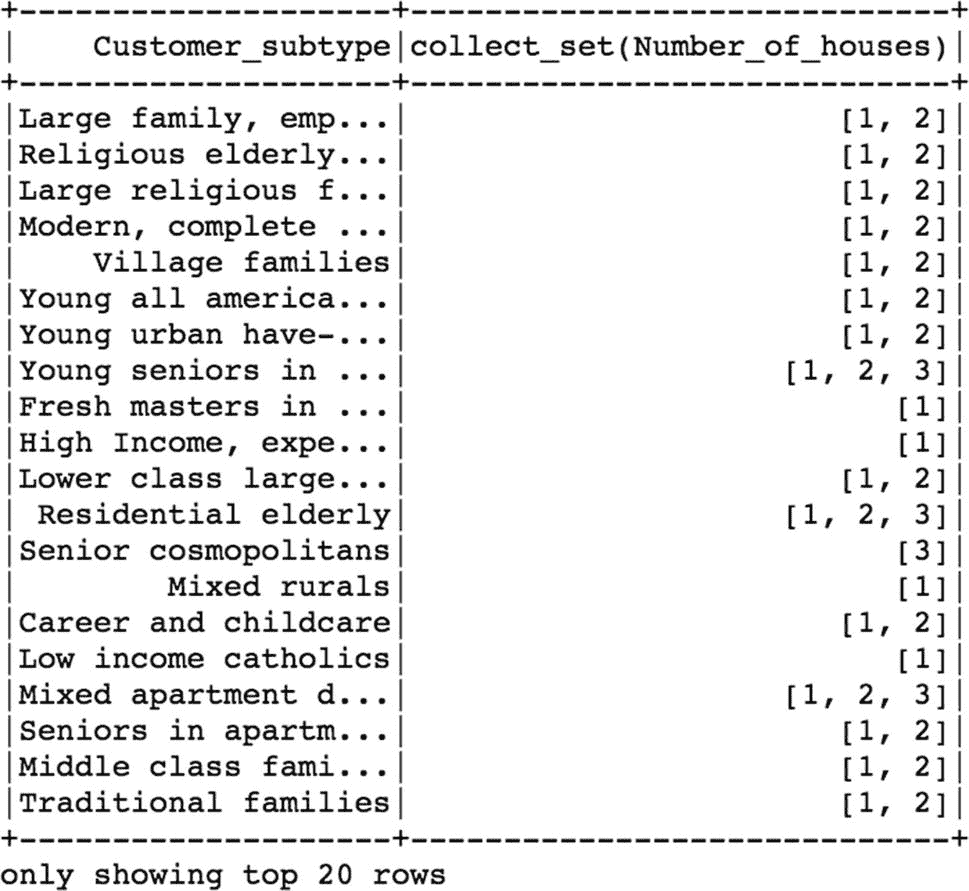 +--------------------+-----------------------------+
|    Customer_subtype|collect_set(Number_of_houses)|
+--------------------+-----------------------------+
|Large family, emp...|                       [1, 2]|
|Religious elderly...|                       [1, 2]|
|Large religious f...|                       [1, 2]|
|Modern, complete ...|                       [1, 2]|
|    Village families|                       [1, 2]|
|Young all america...|                       [1, 2]|
|Young urban have-...|                       [1, 2]|
|Young seniors in ...|                    [1, 2, 3]|
|Fresh masters in ...|                          [1]|
|High Income, expe...|                          [1]|
|Lower class large...|                       [1, 2]|
| Residential elderly|                    [1, 2, 3]|
|Senior cosmopolitans|                          [3]|
|        Mixed rurals|                          [1]|
|Career and childcare|                       [1, 2]|
|Low income catholics|                          [1]|
|Mixed apartment d...|                    [1, 2, 3]|
|Seniors in apartm...|                       [1, 2]|
|Middle class fami...|                       [1, 2]|
|Traditional families|                       [1, 2]|
+--------------------+-----------------------------+
only showing top 20 rows